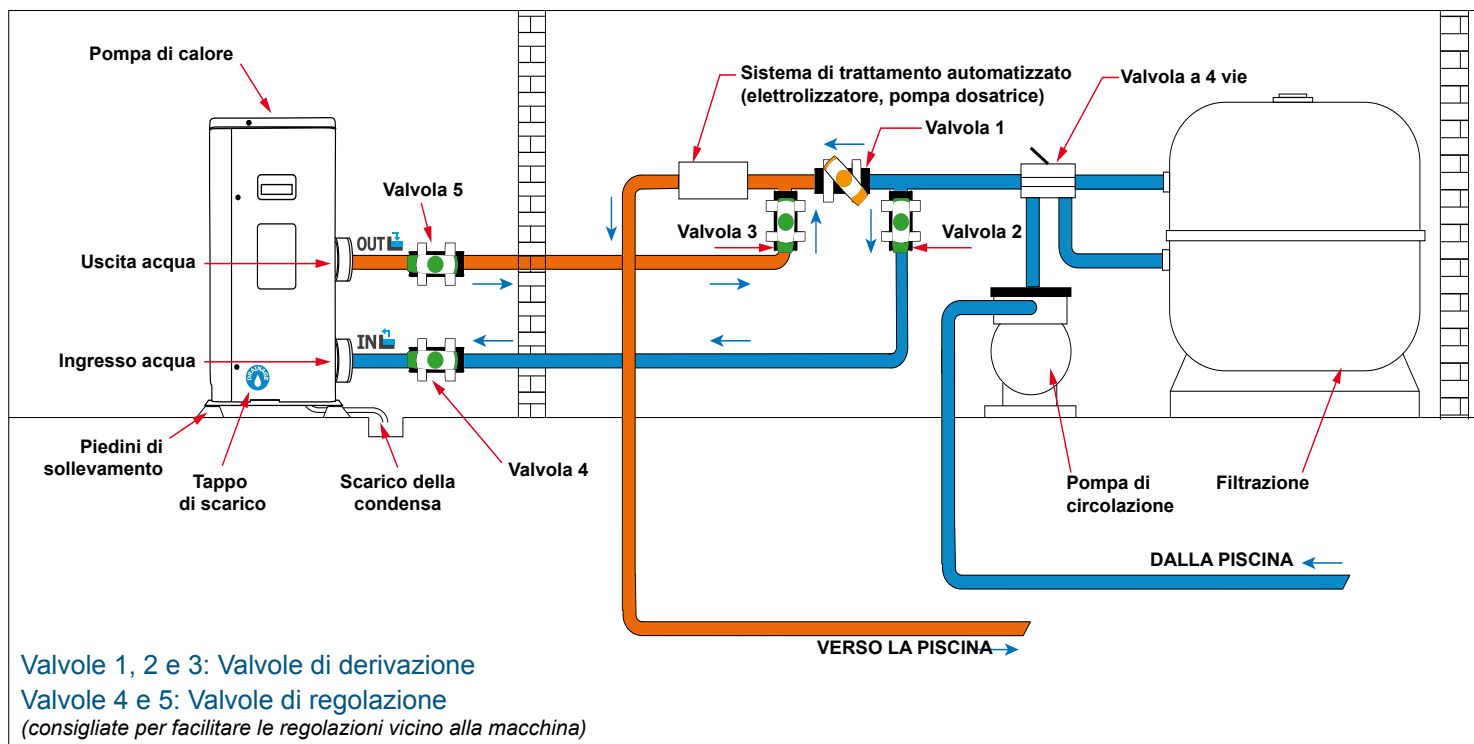 Pompa di calore
Sistema di trattamento automatizzato
(elettrolizzatore, pompa dosatrice)
Valvola a 4 vie
Valvola 1
Valvola 5
Valvola 3
Valvola 2
OUT
Uscita acqua
IN
Ingresso acqua
Piedini di
sollevamento
Tappo
di scarico
Scarico della
condensa
Valvola 4
Pompa di
circolazione
Filtrazione
DALLA PISCINA
VERSO LA PISCINA
Valvole 1, 2 e 3: Valvole di derivazione
Valvole 4 e 5: Valvole di regolazione
(consigliate per facilitare le regolazioni vicino alla macchina)